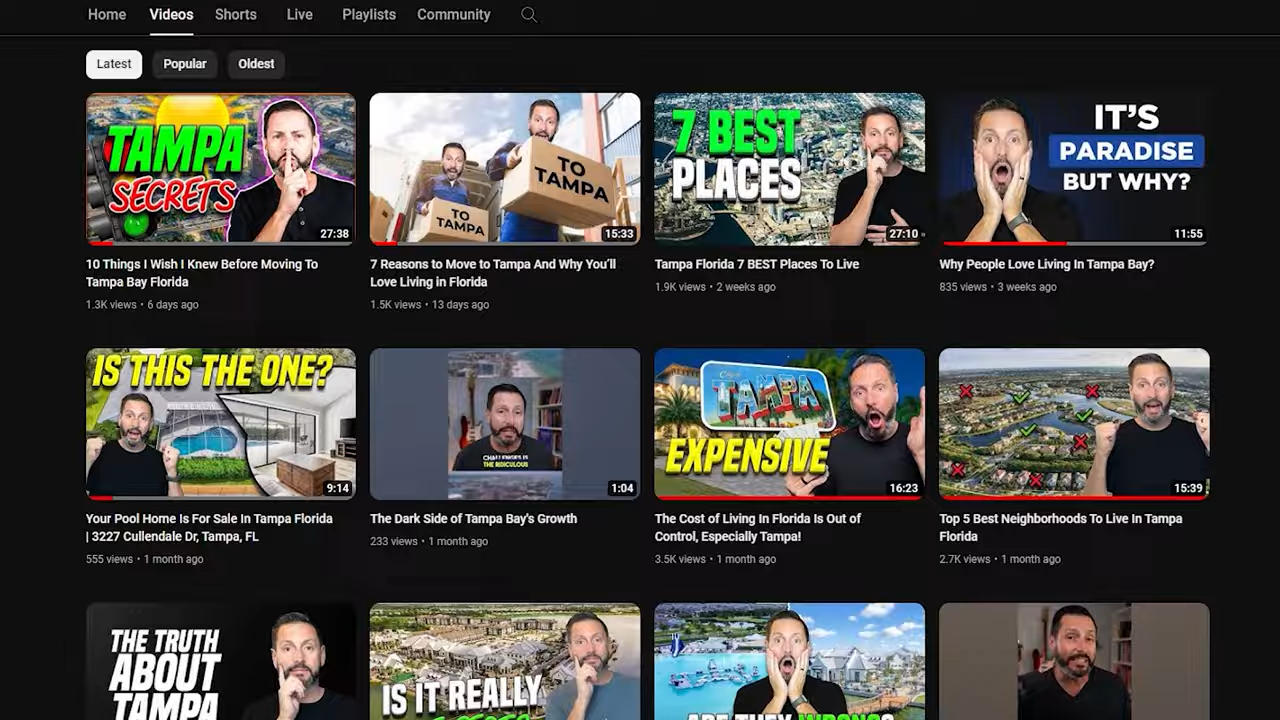 Home Videos Shorts Live Playlists Community
Latest Popular Oldest
TAMPA
SECRETS
27:38
TO
TAMPA
TO
TAMPA
15:33
7 BEST
PLACES
27:10
IT'S
PARADISE
BUT WHY?
11:55
10 Things I Wish I Knew Before Moving To
Tampa Bay Florida
1.3K views • 6 days ago
7 Reasons to Move to Tampa And Why You'll
Love Living in Florida
1.5K views • 13 days ago
Tampa Florida 7 BEST Places To Live
1.9K views • 2 weeks ago
Why People Love Living In Tampa Bay?
835 views • 3 weeks ago
IS THIS THE ONE?
9:14
CHALLENGES IS
THE RIDICULOUS
1:04
TAMPA
EXPENSIVE
16:23
15:39
Your Pool Home Is For Sale In Tampa Florida
| 3227 Cullendale Dr, Tampa, FL
555 views • 1 month ago
The Dark Side of Tampa Bay's Growth
233 views • 1 month ago
The Cost of Living In Florida Is Out of
Control, Especially Tampa!
3.5K views • 1 month ago
Top 5 Best Neighborhoods To Live In Tampa
Florida
2.7K views • 1 month ago
THE TRUTH
ABOUT
TAMPA
IS IT REALLY
ARE THEY WRONG?